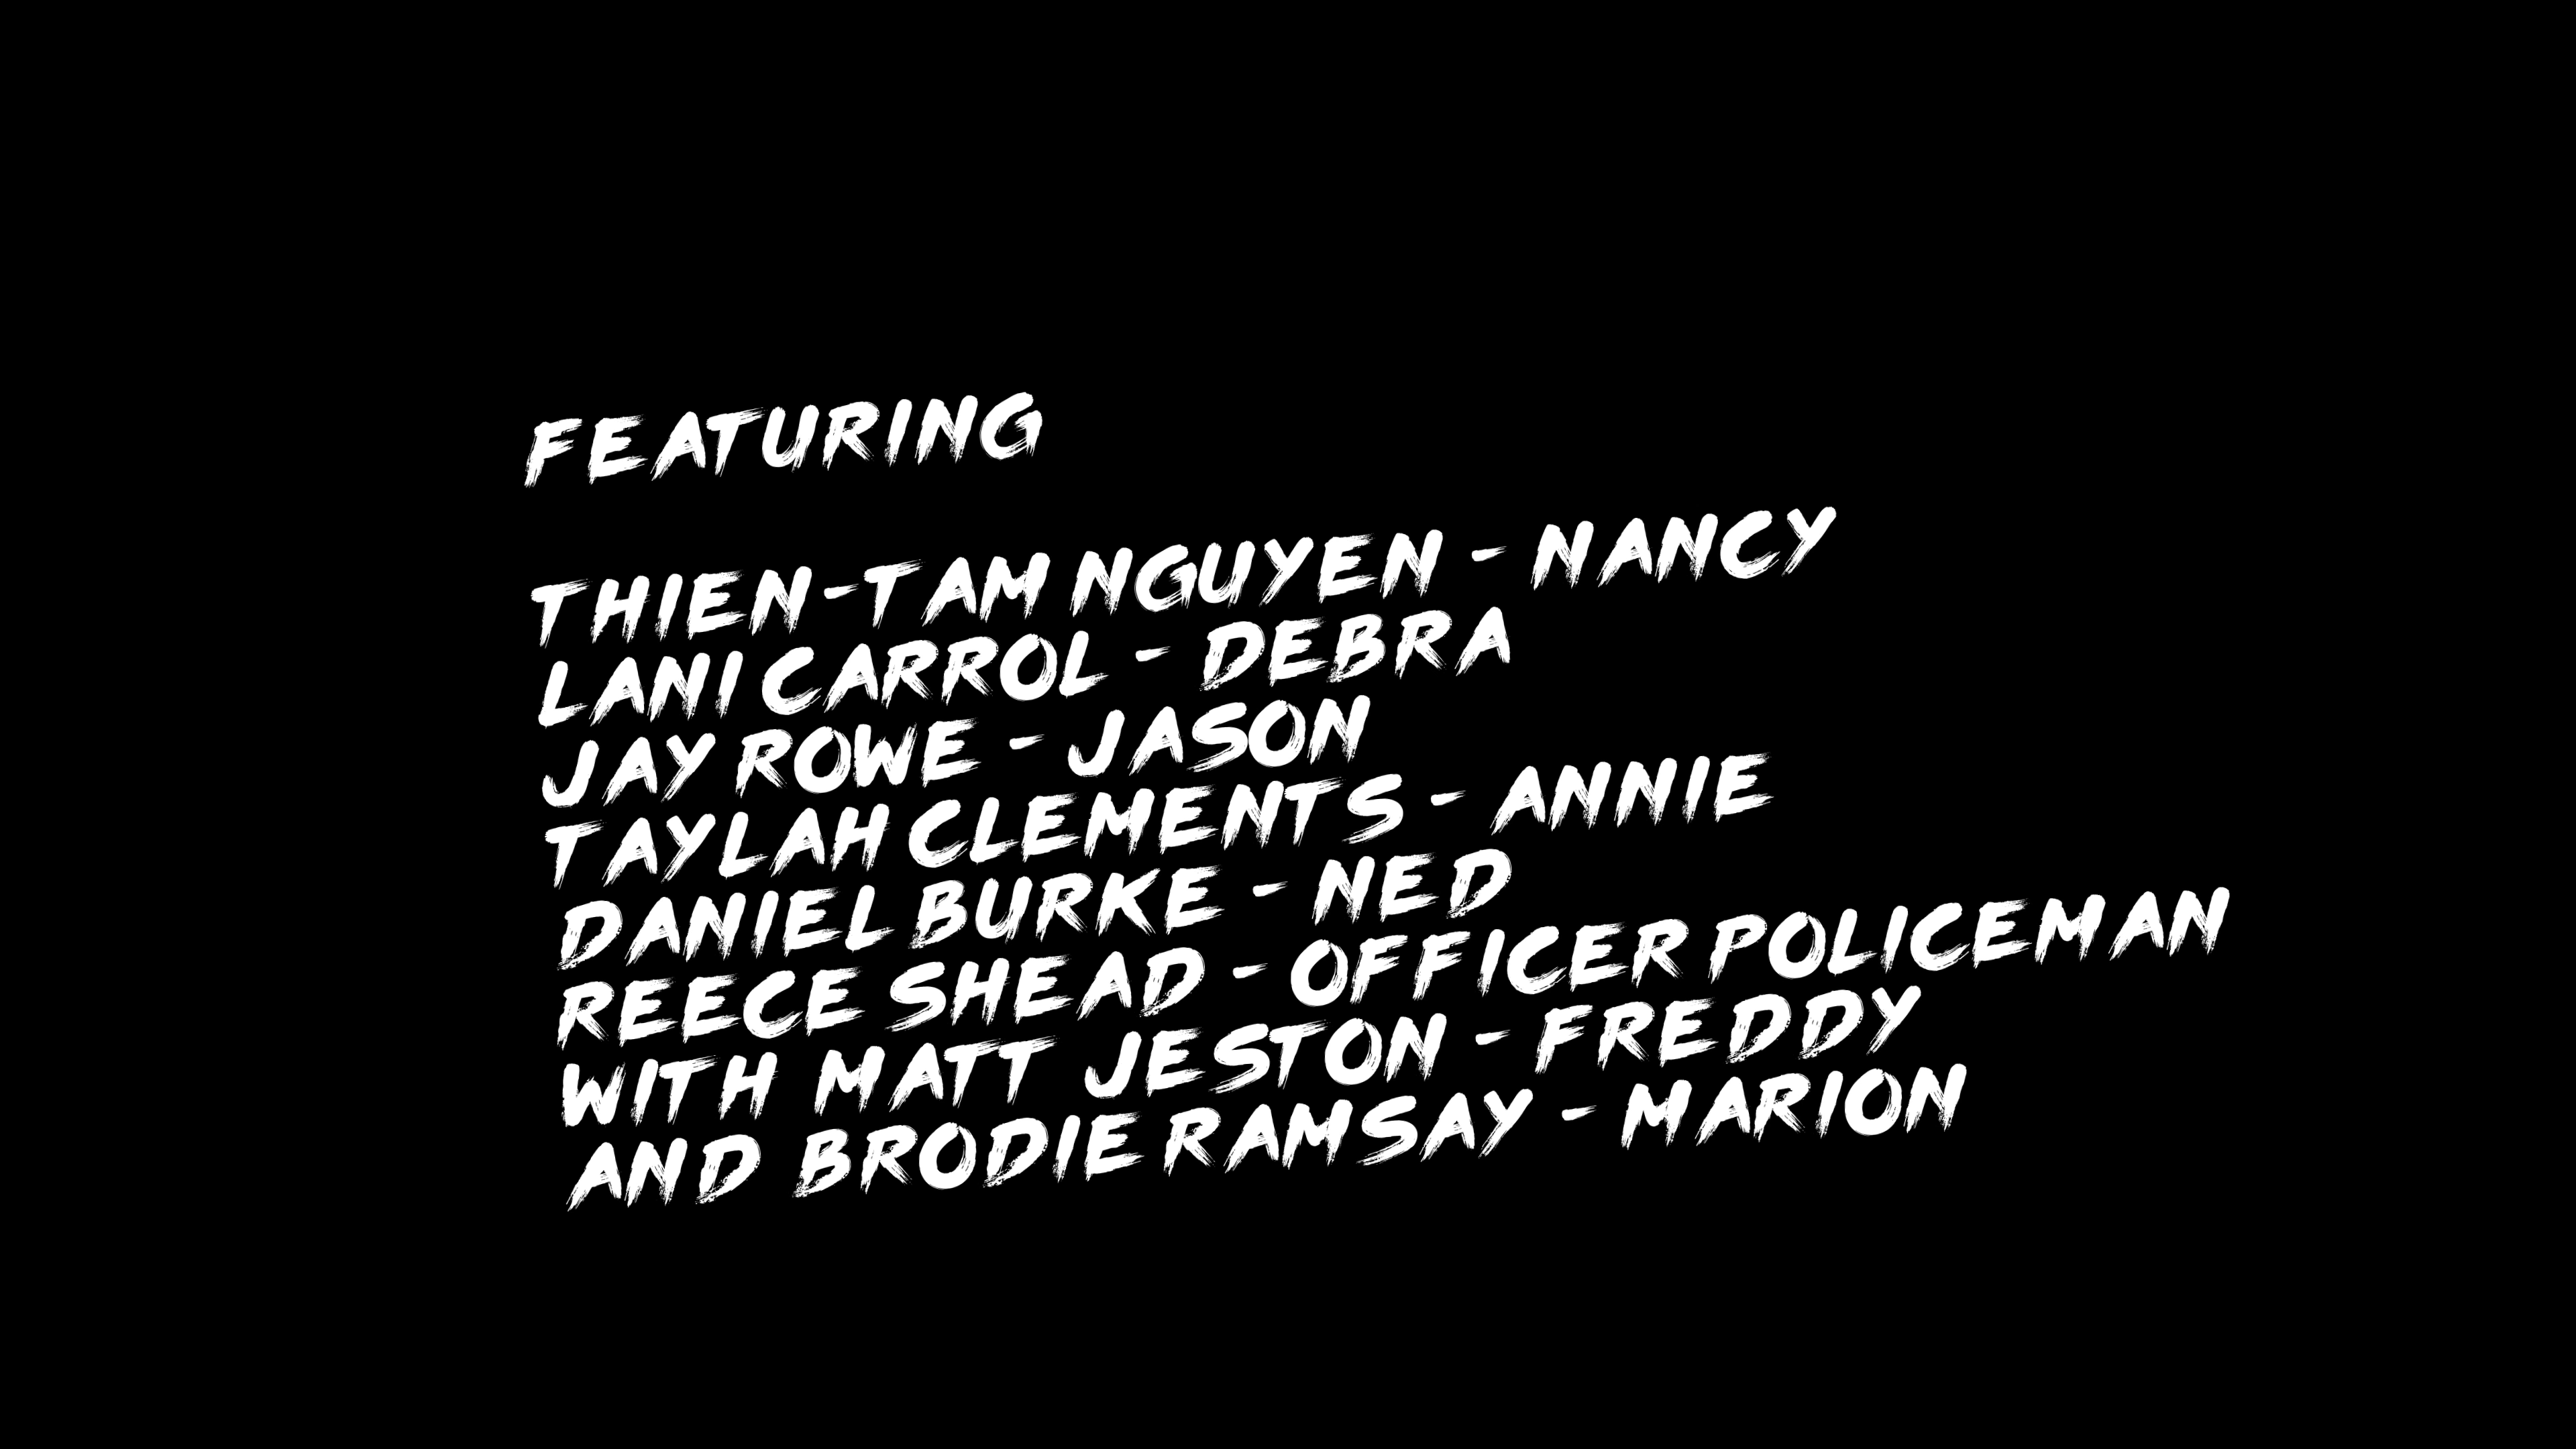 FEATURING
THIEN-TAM NGUYEN - NANCY
LANI CARROL - DEBRA
JAY ROWE - JASON
TAYLAH CLEMENTS - ANNIE
DANIEL BURKE - NED
REECE SHEAD - OFFICER POLICEMAN
WITH MATT JESTON - FREDDY
AND BRODIE RAMSAY - MARION